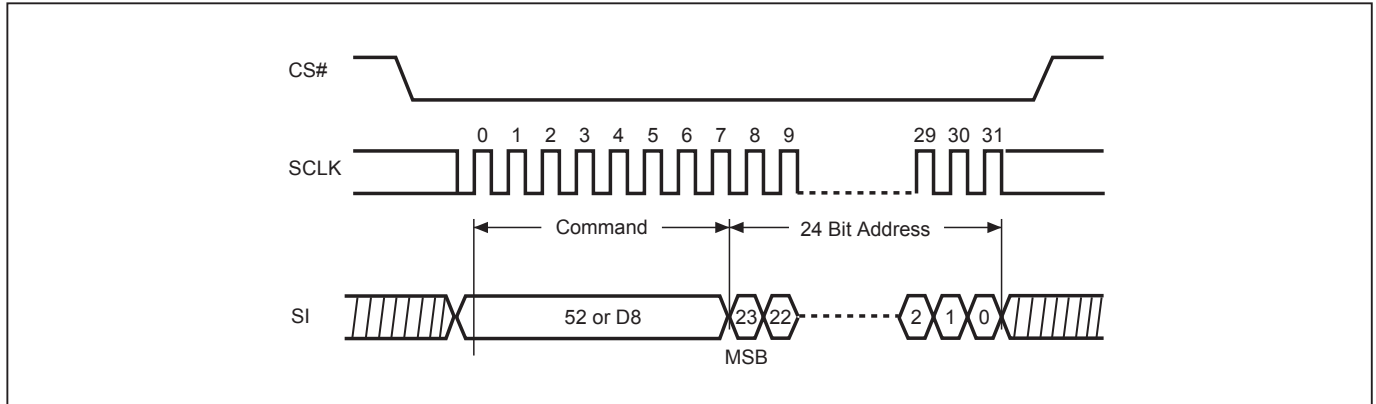 CS#
0 1 2 3 4 5 6 7 8 9 29 30 31
SCLK
Command 24 Bit Address
SI 52 or D8 23 22 2 1 0
MSB